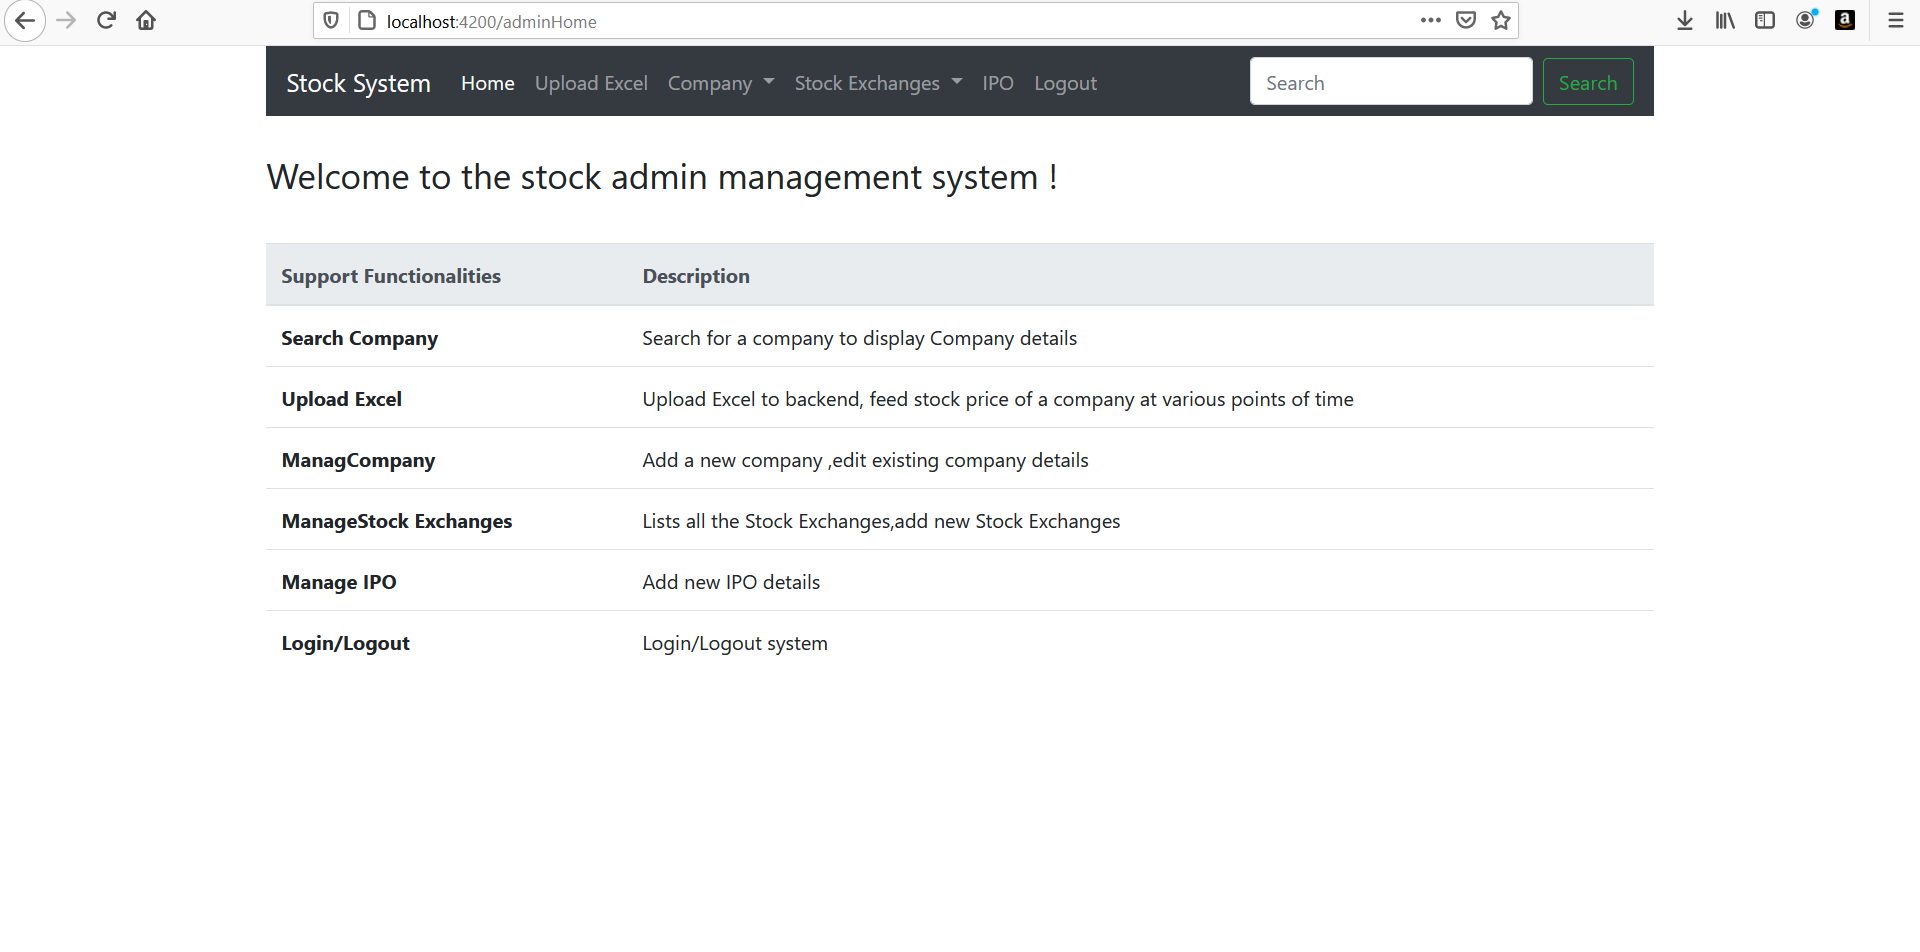 localhost:4200/adminHome
Stock System Home Upload Excel Company Stock Exchanges IPO Logout Search Search
Welcome to the stock admin management system !
Support Functionalities Description
Search Company Search for a company to display Company details
Upload Excel Upload Excel to backend, feed stock price of a company at various points of time
ManagCompany Add a new company ,edit existing company details
ManageStock Exchanges Lists all the Stock Exchanges,add new Stock Exchanges
Manage IPO Add new IPO details
Login/Logout Login/Logout system